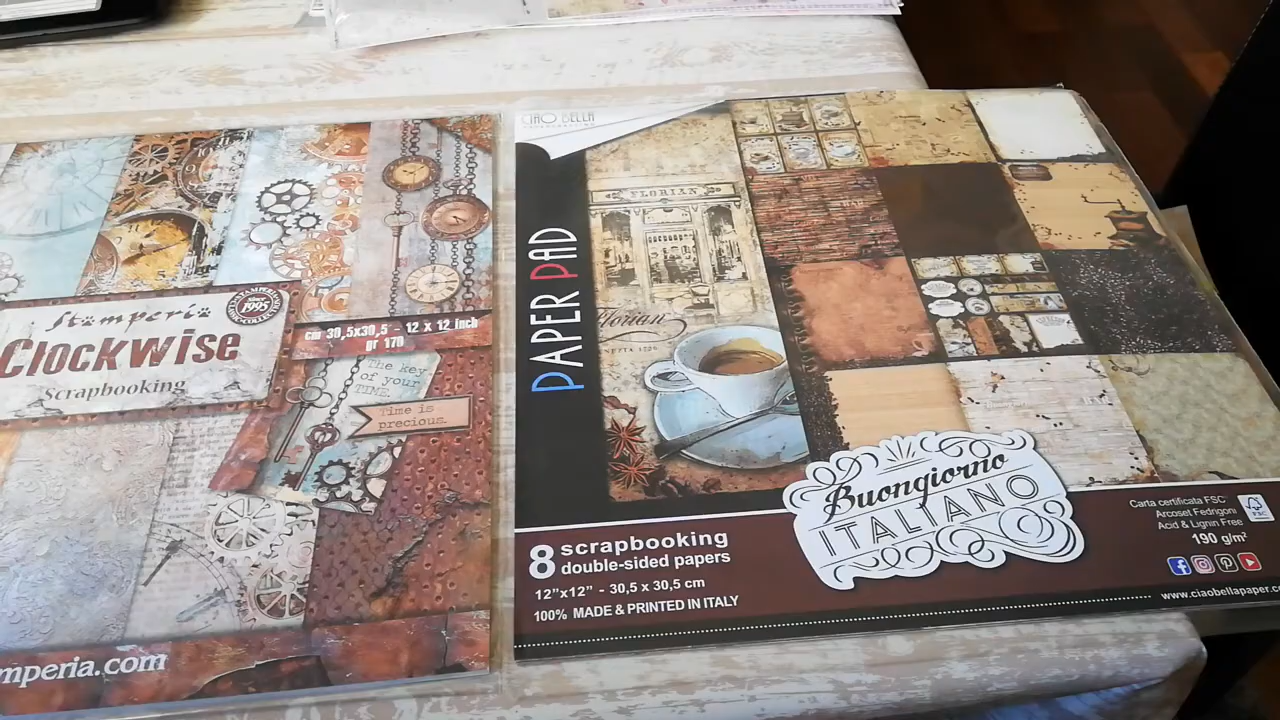 Stamperia
Since
1995
Clockwise
Scrapbooking
cm 30,5x30,5 - 12 x 12 inch
gr 170
The key
of your
TIME.
Time is
precious.
mperia.com
CIAO BELLA
PAPER PAD
FLORIAN
Florian
Buongiorno
ITALIANO
8 scrapbooking
double-sided papers
12"x12" - 30,5 x 30,5 cm
100% MADE & PRINTED IN ITALY
Carta certificata FSC
Arcoset Fedrigoni
Acid & Lignin Free
190 g/m²
FSC
www.ciaobellapaper.c